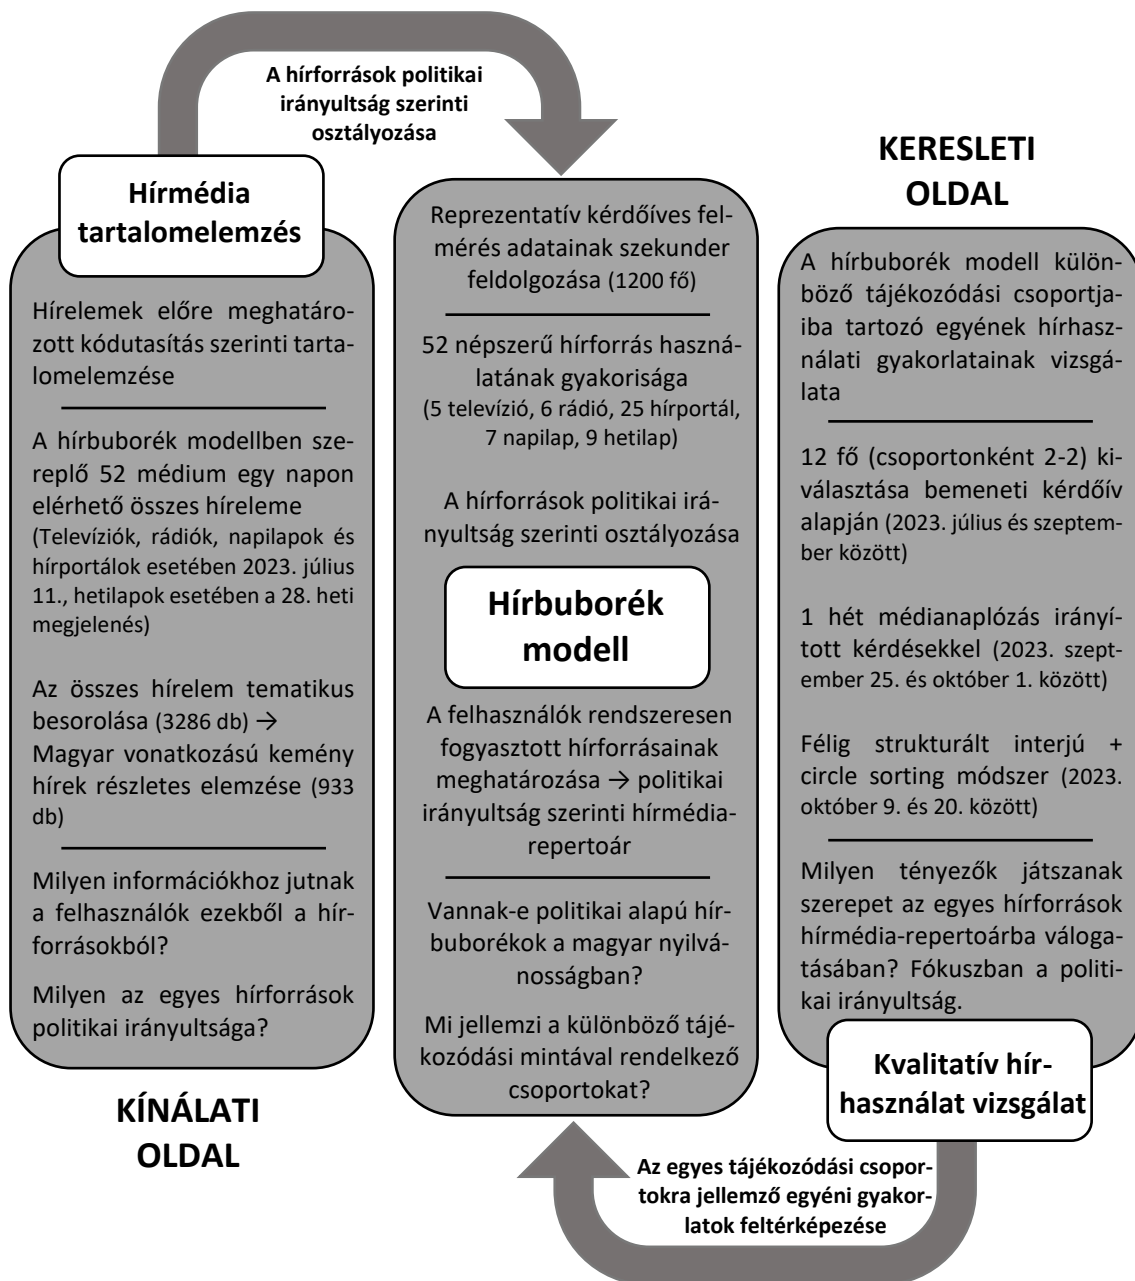 A hírforrások politikai
irányultság szerinti
osztályozása
Hírmédia
tartalomelemzés
Hírelemek előre meghatáro-
zott kódutasítás szerinti tarta-
lomelemzése
A hírbuborék modellben sze-
replő 52 médium egy napon
elérhető összes híreleme
(Televíziók, rádiók, napilapok és
hírportálok esetében 2023. július
11., hetilapok esetében a 28. heti
megjelenés)
Az összes hírelem tematikus
besorolása (3286 db) →
Magyar vonatkozású kemény
hírek részletes elemzése (933
db)
Milyen információkhoz jutnak
a felhasználók ezekből a hír-
forrásokból?
Milyen az egyes hírforrások
politikai irányultsága?
KÍNÁLATI
OLDAL
Reprezentatív kérdőíves fel-
mérés adatainak szekunder
feldolgozása (1200 fő)
52 népszerű hírforrás haszná-
latának gyakorisága
(5 televízió, 6 rádió, 25 hírportál,
7 napilap, 9 hetilap)
A hírforrások politikai irá-
nyultság szerinti osztályozása
Hírbuborék
modell
A felhasználók rendszeresen
fogyasztott hírforrásainak
meghatározása → politikai
irányultság szerinti hírmédia-
repertoár
Vannak-e politikai alapú hír-
buborékok a magyar nyilvá-
nosságban?
Mi jellemzi a különböző tájé-
kozódási mintával rendelkező
csoportokat?
KERESLETI
OLDAL
A hírbuborék modell külön-
böző tájékozódási csoportja-
iba tartozó egyének hírhasz-
nálati gyakorlatainak vizsgá-
lata
12 fő (csoportonként 2-2) ki-
választása bemeneti kérdőív
alapján (2023. július és szeptem-
ber között)
1 hét médianaplózás irányí-
tott kérdésekkel (2023. szept-
ember 25. és október 1. között)
Félig strukturált interjú +
circle sorting módszer (2023.
október 9. és 20. között)
Milyen tényezők játszanak
szerepet az egyes hírforrások
hírmédia-repertoárba váloga-
tásában? Fókuszban a politi-
kai irányultság.
Kvalitatív hír-
használat vizsgálat
Az egyes tájékozódási csopor-
tokra jellemző egyéni gyakor-
latok feltérképezése